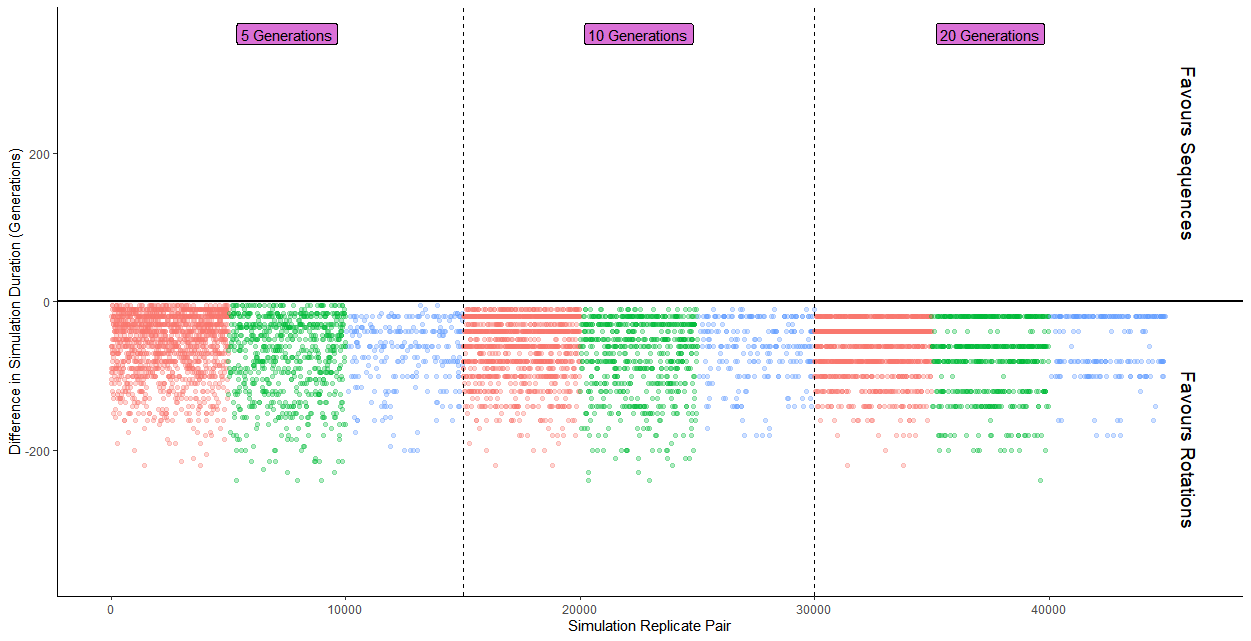 5 Generations
10 Generations
20 Generations
Favours Sequences
Favours Rotations
Difference in Simulation Duration (Generations)
200
0
-200
0
10000
20000
30000
40000
Simulation Replicate Pair